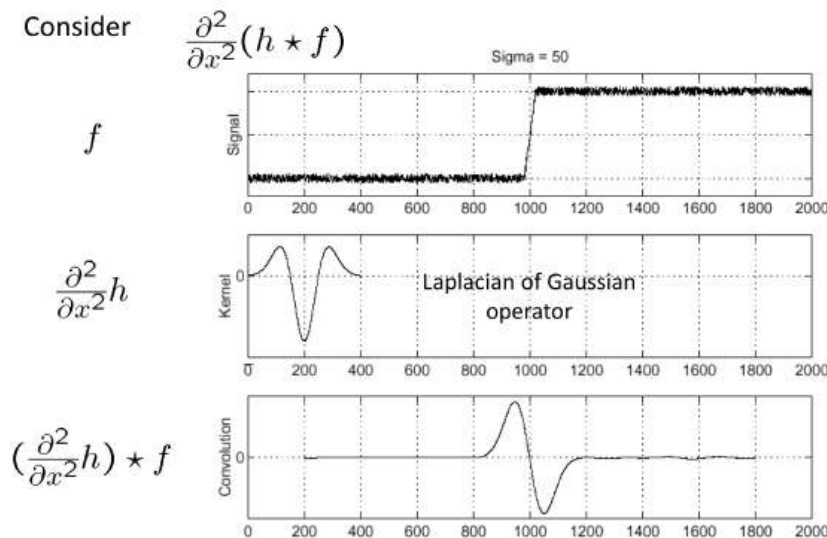 Consider ∂²/∂x² (h ⋆ f)
Sigma = 50
f
Signal
0 200 400 600 800 1000 1200 1400 1600 1800 2000
∂²/∂x² h
Kernel
0
Laplacian of Gaussian
operator
0 200 400 600 800 1000 1200 1400 1600 1800 2000
(∂²/∂x² h) ⋆ f
Convolution
0
0 200 400 600 800 1000 1200 1400 1600 1800 2000